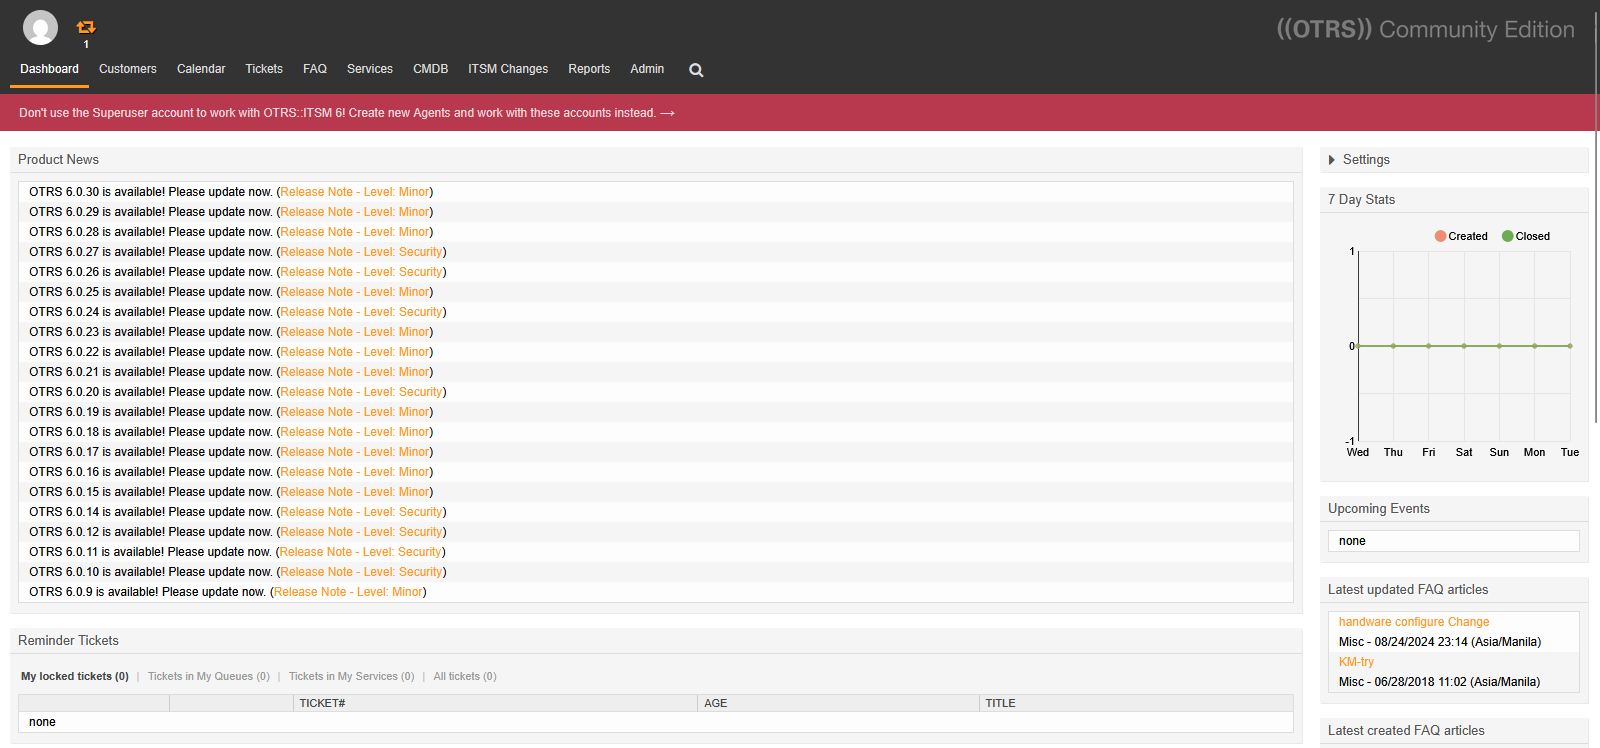 1
((OTRS)) Community Edition
Dashboard Customers Calendar Tickets FAQ Services CMDB ITSM Changes Reports Admin
Don't use the Superuser account to work with OTRS::ITSM 6! Create new Agents and work with these accounts instead. →
Product News
OTRS 6.0.30 is available! Please update now. (Release Note - Level: Minor)
OTRS 6.0.29 is available! Please update now. (Release Note - Level: Minor)
OTRS 6.0.28 is available! Please update now. (Release Note - Level: Minor)
OTRS 6.0.27 is available! Please update now. (Release Note - Level: Security)
OTRS 6.0.26 is available! Please update now. (Release Note - Level: Security)
OTRS 6.0.25 is available! Please update now. (Release Note - Level: Minor)
OTRS 6.0.24 is available! Please update now. (Release Note - Level: Security)
OTRS 6.0.23 is available! Please update now. (Release Note - Level: Minor)
OTRS 6.0.22 is available! Please update now. (Release Note - Level: Minor)
OTRS 6.0.21 is available! Please update now. (Release Note - Level: Minor)
OTRS 6.0.20 is available! Please update now. (Release Note - Level: Security)
OTRS 6.0.19 is available! Please update now. (Release Note - Level: Minor)
OTRS 6.0.18 is available! Please update now. (Release Note - Level: Minor)
OTRS 6.0.17 is available! Please update now. (Release Note - Level: Minor)
OTRS 6.0.16 is available! Please update now. (Release Note - Level: Minor)
OTRS 6.0.15 is available! Please update now. (Release Note - Level: Minor)
OTRS 6.0.14 is available! Please update now. (Release Note - Level: Security)
OTRS 6.0.12 is available! Please update now. (Release Note - Level: Security)
OTRS 6.0.11 is available! Please update now. (Release Note - Level: Security)
OTRS 6.0.10 is available! Please update now. (Release Note - Level: Security)
OTRS 6.0.9 is available! Please update now. (Release Note - Level: Minor)
Reminder Tickets
My locked tickets (0) | Tickets in My Queues (0) | Tickets in My Services (0) | All tickets (0)
TICKET# AGE TITLE
none
Settings
7 Day Stats
Created Closed
1
0
-1
Wed Thu Fri Sat Sun Mon Tue
Upcoming Events
none
Latest updated FAQ articles
hardware configure Change
Misc - 08/24/2024 23:14 (Asia/Manila)
KM-try
Misc - 06/28/2018 11:02 (Asia/Manila)
Latest created FAQ articles